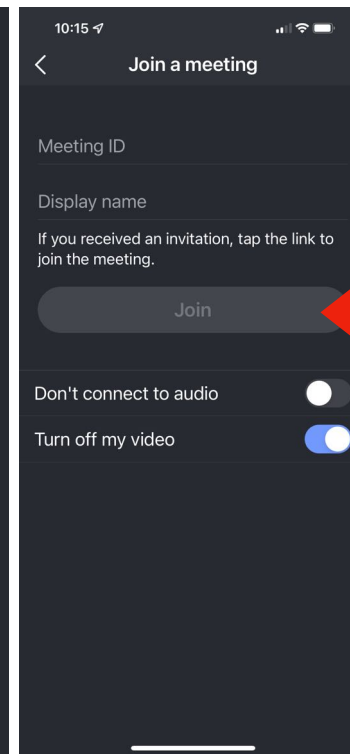 10:15
Join a meeting
Meeting ID
Display name
If you received an invitation, tap the link to
join the meeting.
Join
Don't connect to audio
Turn off my video